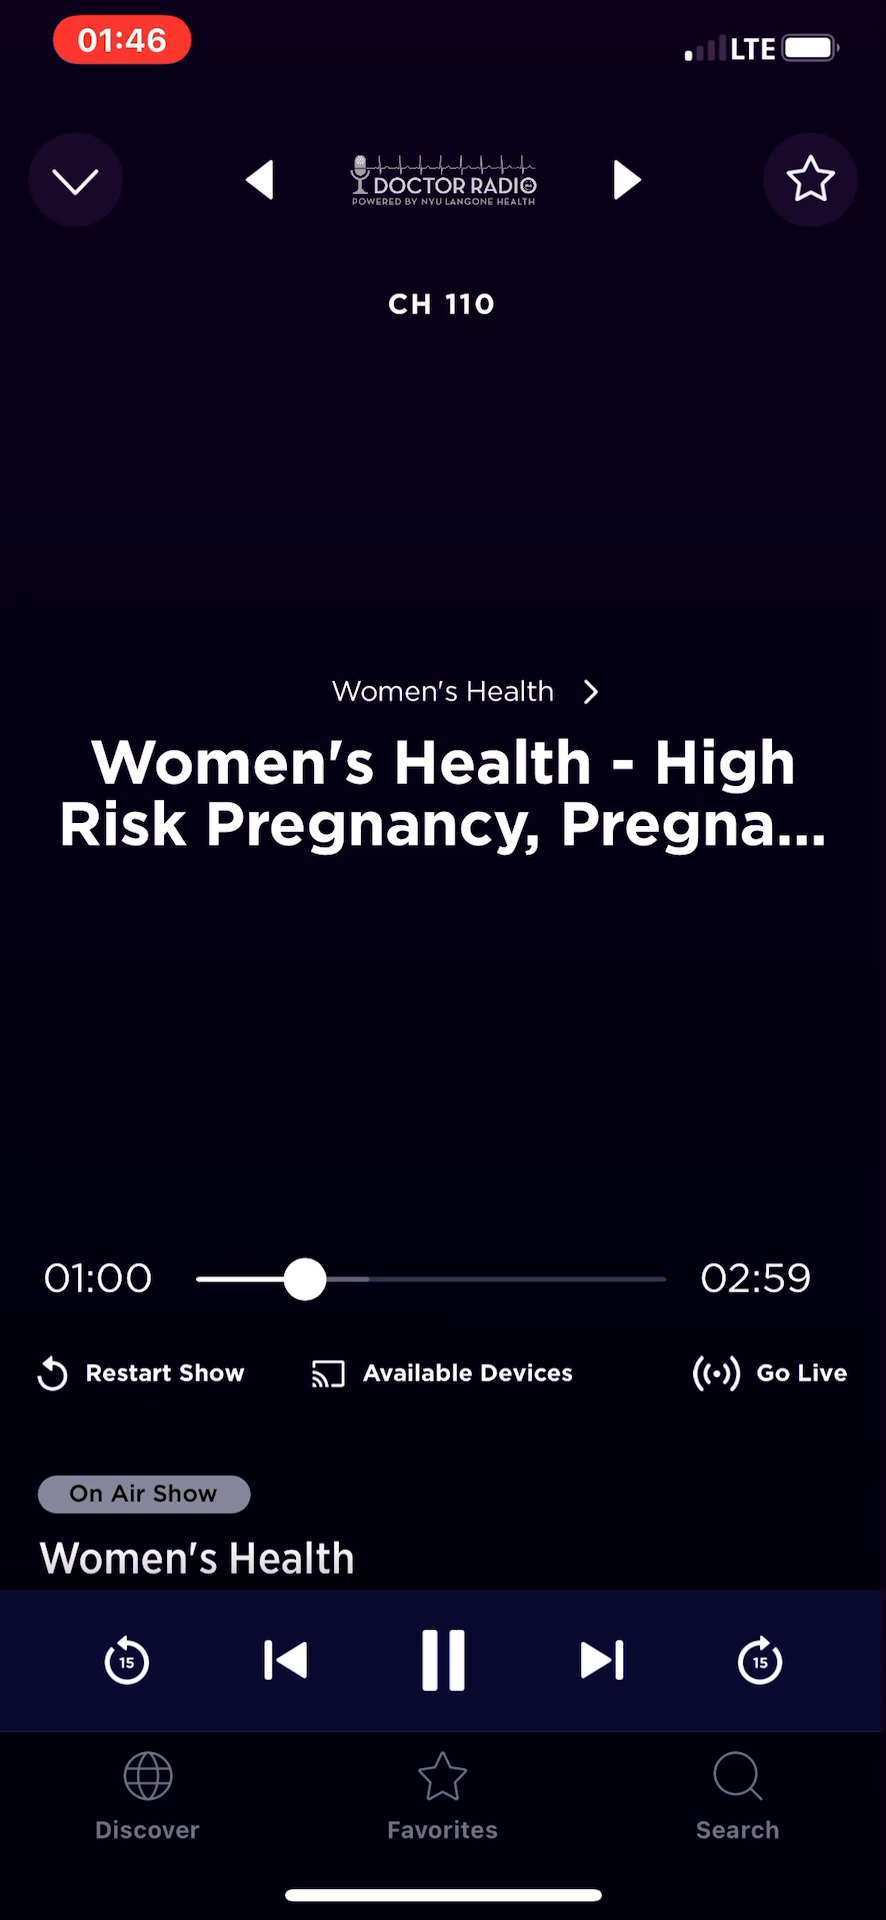 01:46
LTE
DOCTOR RADIO
POWERED BY NYU LANGONE HEALTH
CH 110
Women's Health
Women's Health - High
Risk Pregnancy, Pregna...
01:00
02:59
Restart Show
Available Devices
Go Live
On Air Show
Women's Health
15
15
Discover
Favorites
Search